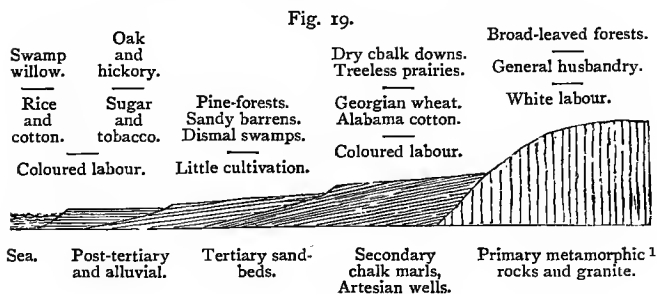 Fig. 19.
Swamp
willow.
Rice
and
cotton.
Oak
and
hickory.
Sugar
and
tobacco.
Coloured labour.
Pine-forests.
Sandy barrens.
Dismal swamps.
Little cultivation.
Dry chalk downs.
Treeless prairies.
Georgian wheat.
Alabama cotton.
Coloured labour.
Broad-leaved forests.
General husbandry.
White labour.
Sea.
Post-tertiary
and alluvial.
Tertiary sand-
beds.
Secondary
chalk marls,
Artesian wells.
Primary metamorphic 1
rocks and granite.